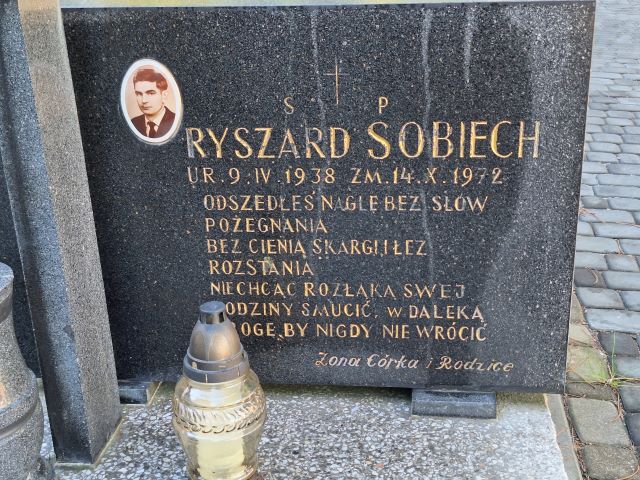 S P
RYSZARD SOBIECH
UR. 9. IV. 1938 ZM. 14. X. 1972
ODSZEDŁEŚ NAGLE BEZ SŁÓW
POŻEGNANIA
BEZ CIENIA SKARGI I ŁEZ
ROZSTANIA
NIECHCĄC ROZŁĄKĄ SWEJ
RODZINY SMUCIĆ, W DALEKĄ
DROGĘ BY NIGDY NIE WRÓCIĆ
Żona Córka i Rodzice